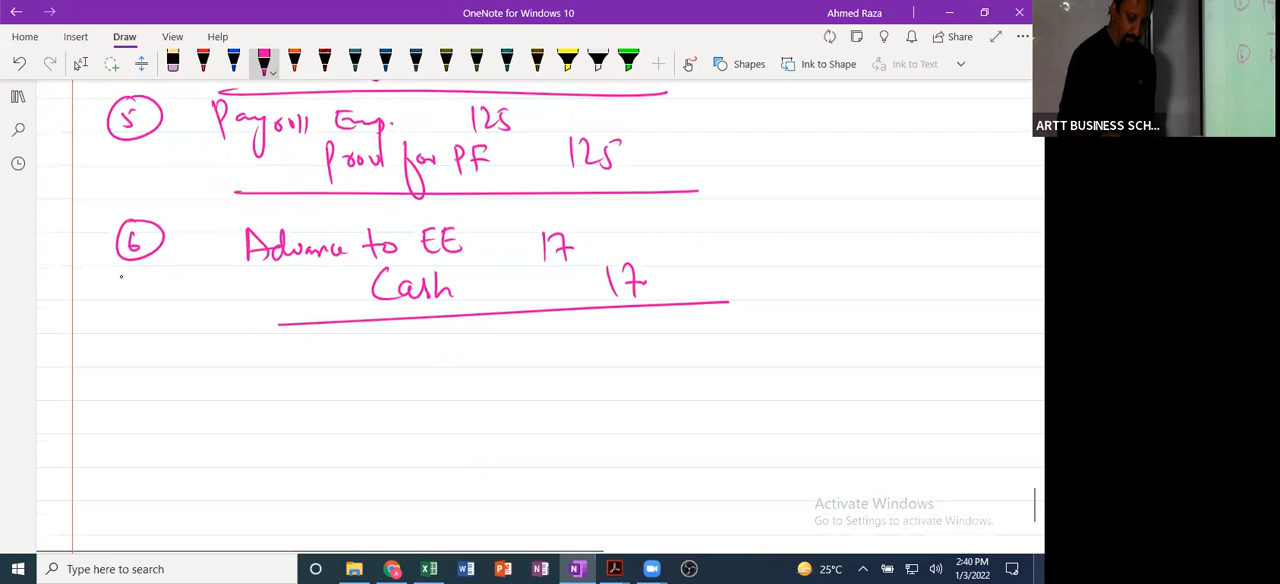 OneNote for Windows 10
Ahmed Raza
Home Insert Draw View Help
Share
Shapes
Ink to Shape
Ink to Text
ARTT BUSINESS SCH...
5 Payroll Exp. 125
Prov for PF 125
6 Advance to EE 17
Cash 17
Activate Windows
Go to Settings to activate Windows.
Type here to search
25°C
2:40 PM
1/3/2022